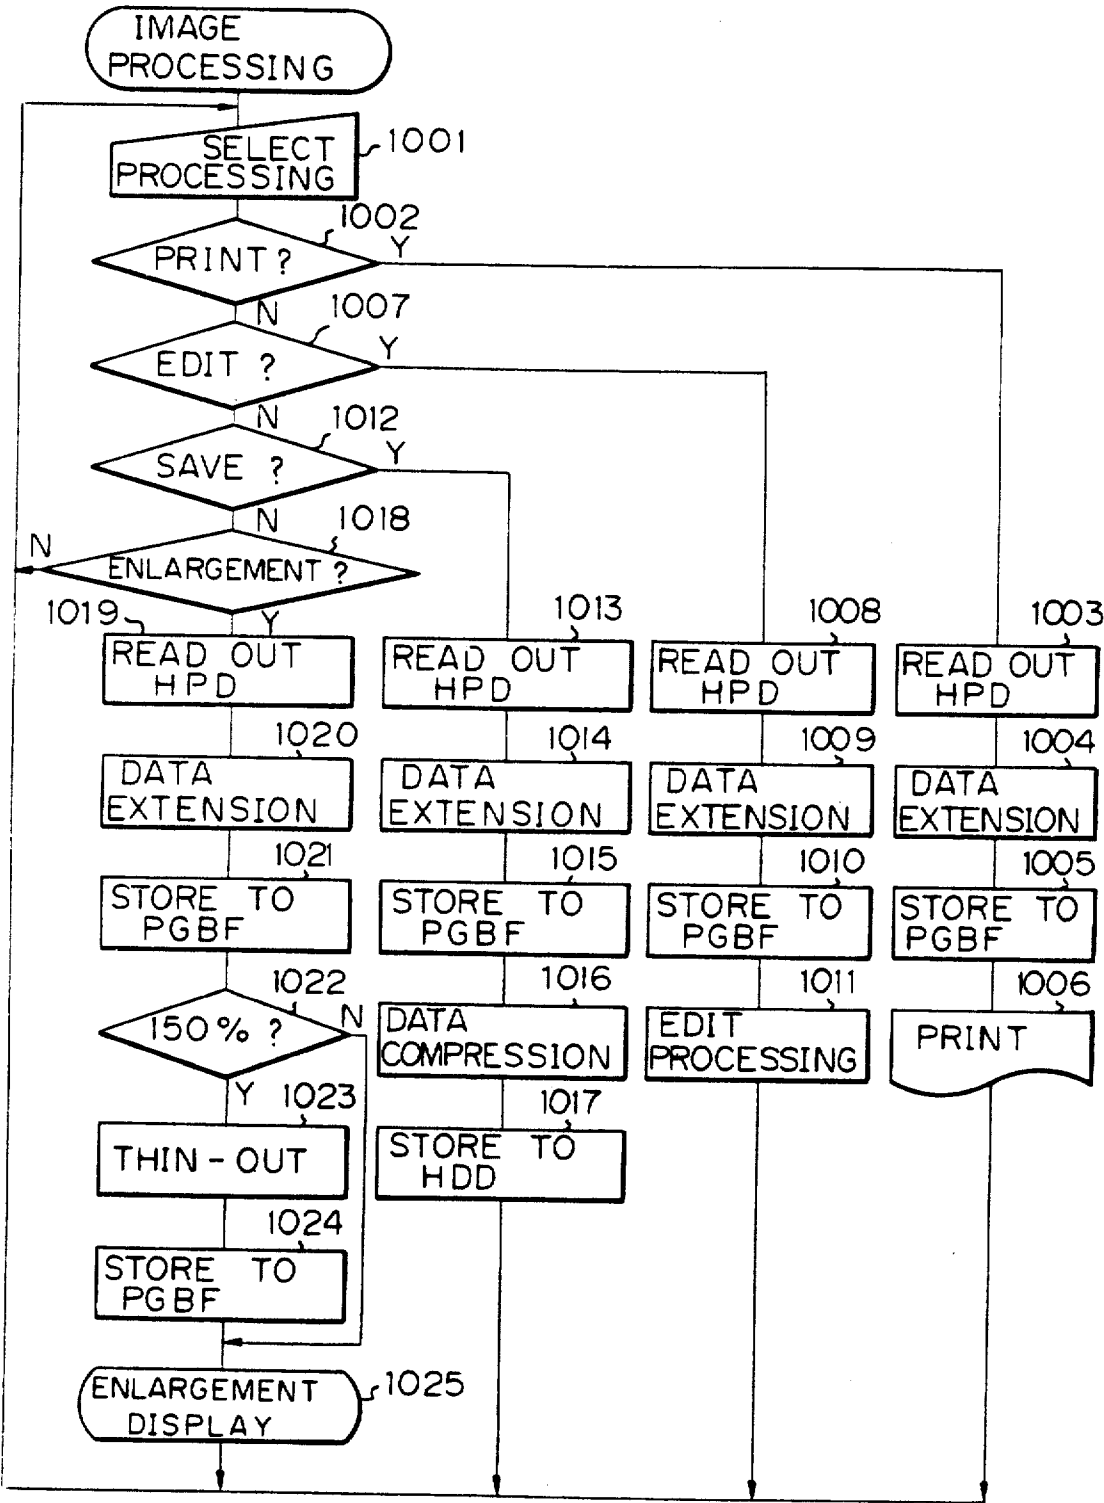 IMAGE
PROCESSING
SELECT
PROCESSING
1001
1002
PRINT?
Y
N
1007
EDIT ?
Y
N
1012
SAVE ?
Y
N
1018
N
ENLARGEMENT?
Y
1019
READ OUT
HPD
1020
DATA
EXTENSION
1021
STORE TO
PGBF
1022
150% ?
N
Y
1023
THIN-OUT
1024
STORE TO
PGBF
ENLARGEMENT
DISPLAY
1025
1013
READ OUT
HPD
1014
DATA
EXTENSION
1015
STORE TO
PGBF
1016
DATA
COMPRESSION
1017
STORE TO
HDD
1008
READ OUT
HPD
1009
DATA
EXTENSION
1010
STORE TO
PGBF
1011
EDIT
PROCESSING
1003
READ OUT
HPD
1004
DATA
EXTENSION
1005
STORE TO
PGBF
1006
PRINT